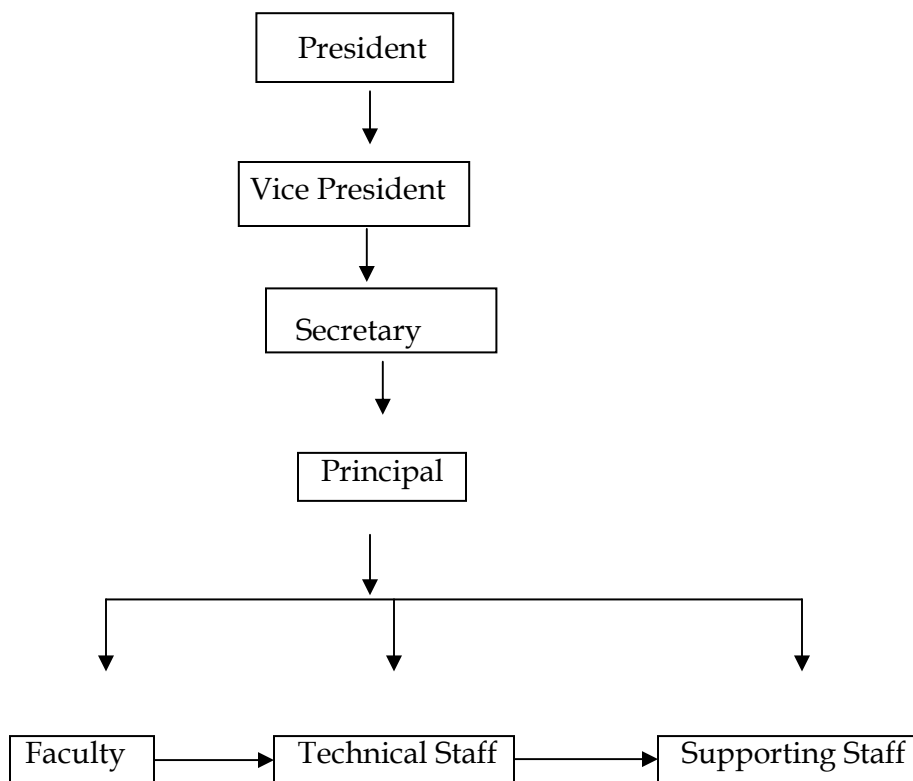 President
Vice President
Secretary
Principal
Faculty
Technical Staff
Supporting Staff